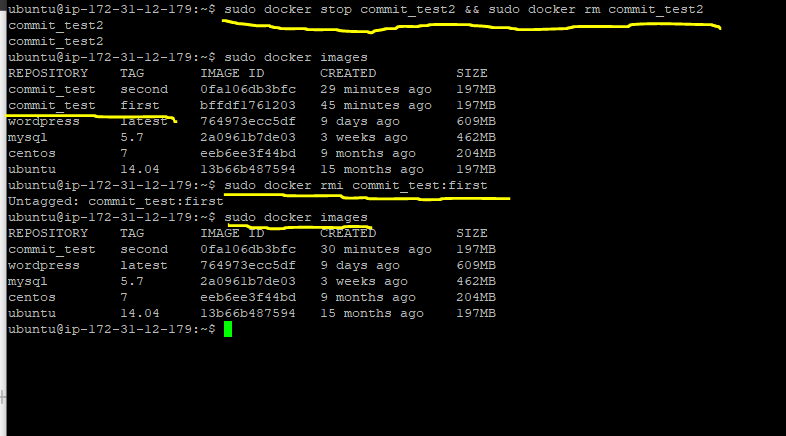 ubuntu@ip-172-31-12-179:~$ sudo docker stop commit_test2 && sudo docker rm commit_test2
commit_test2
commit_test2
ubuntu@ip-172-31-12-179:~$ sudo docker images
REPOSITORY    TAG       IMAGE ID       CREATED          SIZE
commit_test   second    0fa106db3bfc   29 minutes ago   197MB
commit_test   first     bffdf1761203   45 minutes ago   197MB
wordpress     latest    764973ecc5df   9 days ago       609MB
mysql         5.7       2a0961b7de03   3 weeks ago      462MB
centos        7         eeb6ee3f44bd   9 months ago     204MB
ubuntu        14.04     13b66b487594   15 months ago    197MB
ubuntu@ip-172-31-12-179:~$ sudo docker rmi commit_test:first
Untagged: commit_test:first
ubuntu@ip-172-31-12-179:~$ sudo docker images
REPOSITORY    TAG       IMAGE ID       CREATED          SIZE
commit_test   second    0fa106db3bfc   30 minutes ago   197MB
wordpress     latest    764973ecc5df   9 days ago       609MB
mysql         5.7       2a0961b7de03   3 weeks ago      462MB
centos        7         eeb6ee3f44bd   9 months ago     204MB
ubuntu        14.04     13b66b487594   15 months ago    197MB
ubuntu@ip-172-31-12-179:~$